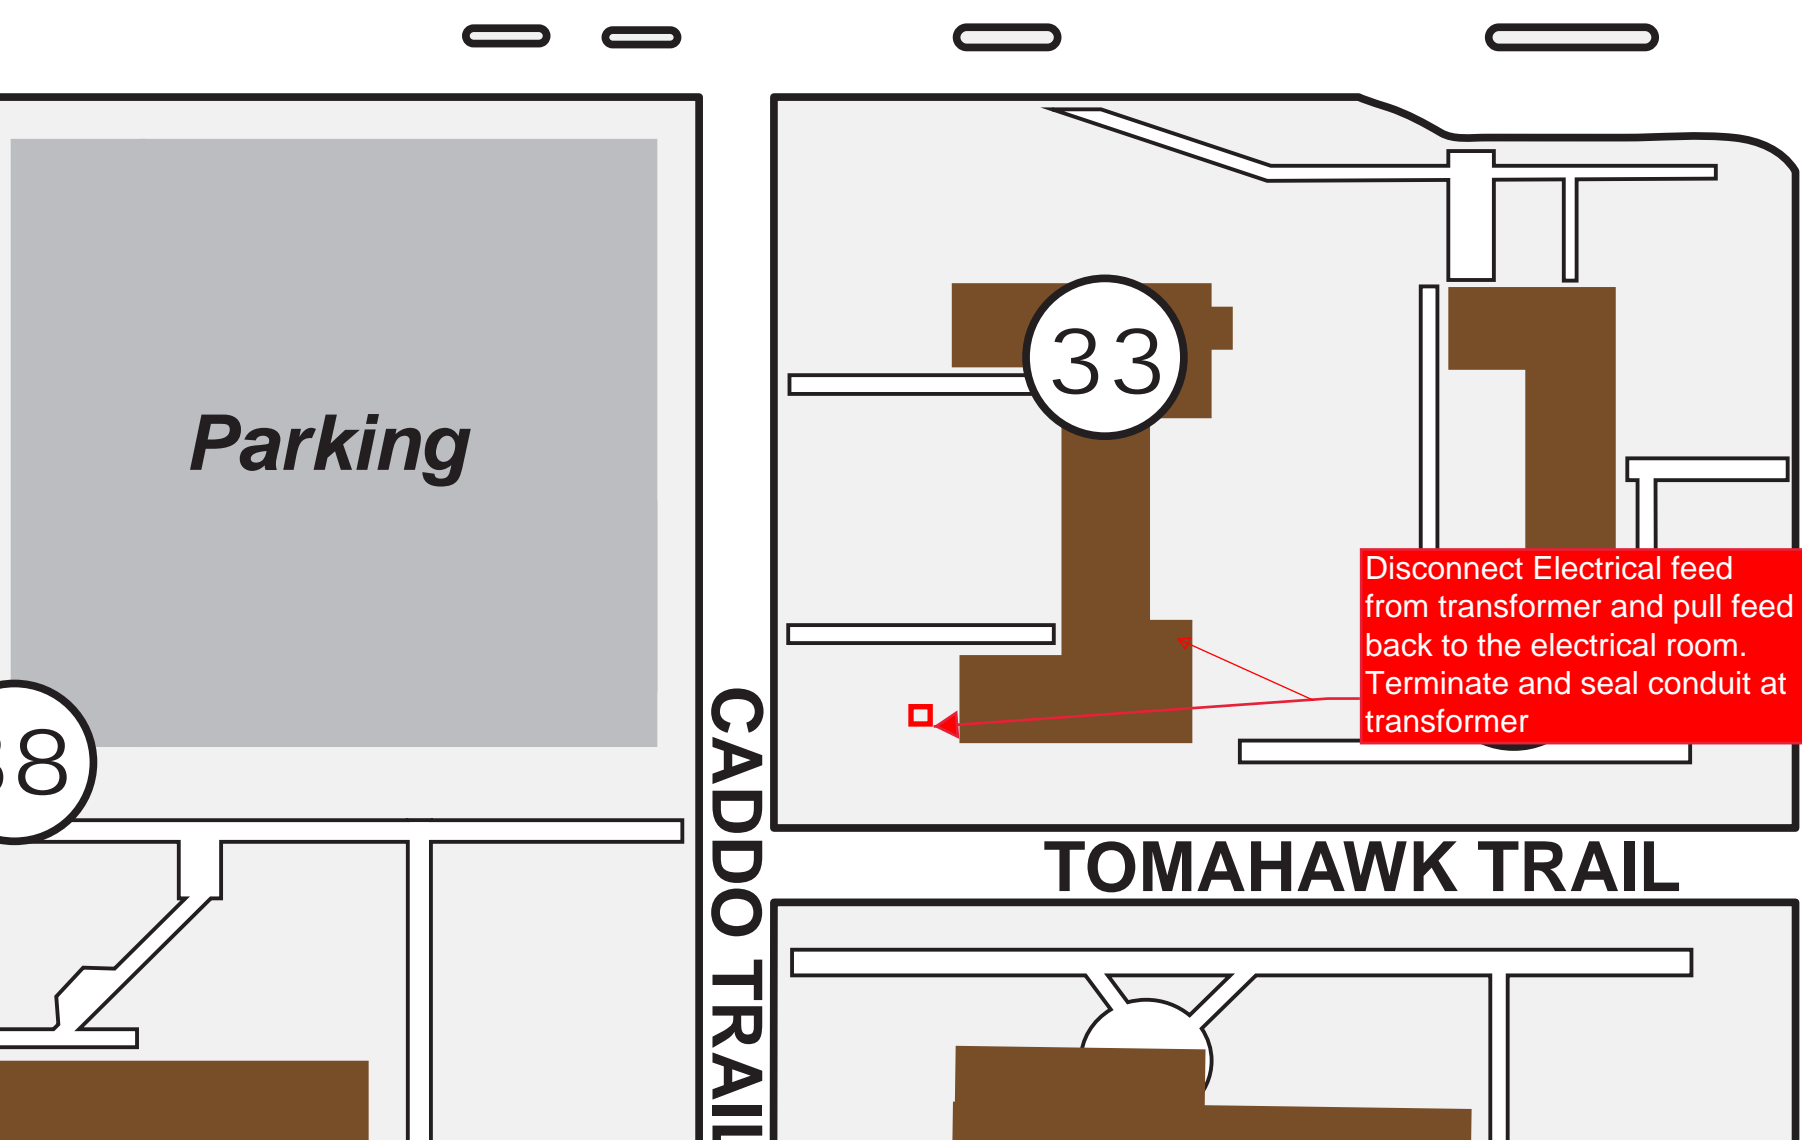 33
Parking
Disconnect Electrical feed
from transformer and pull feed
back to the electrical room.
Terminate and seal conduit at
transformer
8
CADDO TRAIL
TOMAHAWK TRAIL